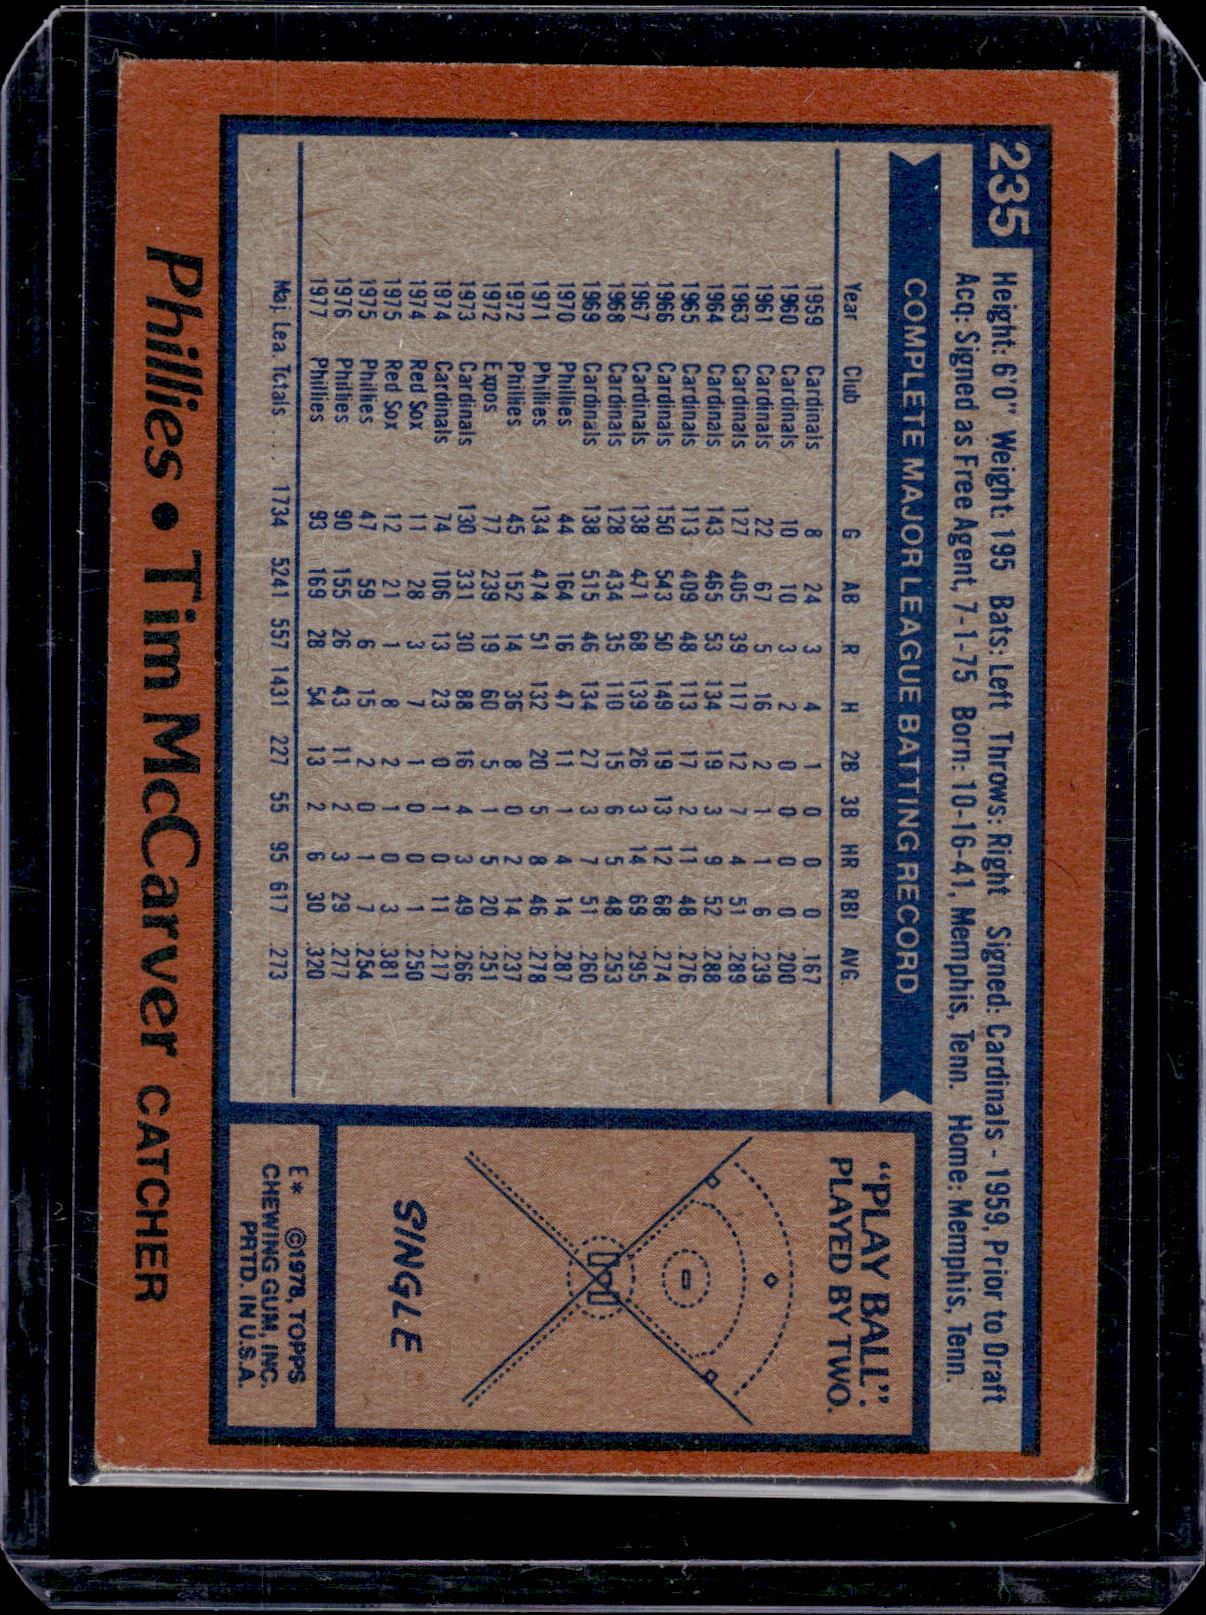 235
Height: 6'0" Weight: 195 Bats: Left Throws: Right Signed: Cardinals - 1959, Prior to Draft
Acq: Signed as Free Agent, 7-1-75 Born: 10-16-41, Memphis, Tenn. Home: Memphis, Tenn.
COMPLETE MAJOR LEAGUE BATTING RECORD
Year Club G AB R H 2B 3B HR RBI AVG.
1959 Cardinals 8 24 3 4 1 0 0 0 .167
1960 Cardinals 10 10 3 2 0 0 0 0 .200
1961 Cardinals 22 67 5 16 2 1 1 6 .239
1963 Cardinals 127 405 39 117 12 7 4 51 .289
1964 Cardinals 143 465 53 134 19 3 9 52 .288
1965 Cardinals 113 409 48 113 17 2 11 48 .276
1966 Cardinals 150 543 50 149 19 13 12 68 .274
1967 Cardinals 138 471 68 139 26 3 14 69 .295
1968 Cardinals 128 434 35 110 15 6 5 48 .253
1969 Cardinals 138 515 46 134 27 3 7 51 .260
1970 Phillies 44 164 16 47 11 1 4 14 .287
1971 Phillies 134 474 51 132 20 5 8 46 .278
1972 Phillies 45 152 14 36 8 0 2 14 .237
1972 Expos 77 239 19 60 5 1 5 20 .251
1973 Cardinals 130 331 30 88 16 4 3 49 .266
1974 Cardinals 74 106 13 23 0 1 0 11 .217
1974 Red Sox 11 28 3 7 1 0 0 1 .250
1975 Red Sox 12 21 1 8 2 1 0 3 .381
1975 Phillies 47 59 6 15 2 0 1 7 .254
1976 Phillies 90 155 26 43 11 2 3 29 .277
1977 Phillies 93 169 28 54 13 2 6 30 .320
Maj. Lea. Totals ... 1734 5241 557 1431 227 55 95 617 .273
"PLAY BALL":
PLAYED BY TWO.
SINGLE
E* ©1978, TOPPS
CHEWING GUM, INC.
PRTD. IN U.S.A.
Phillies • Tim McCarver CATCHER